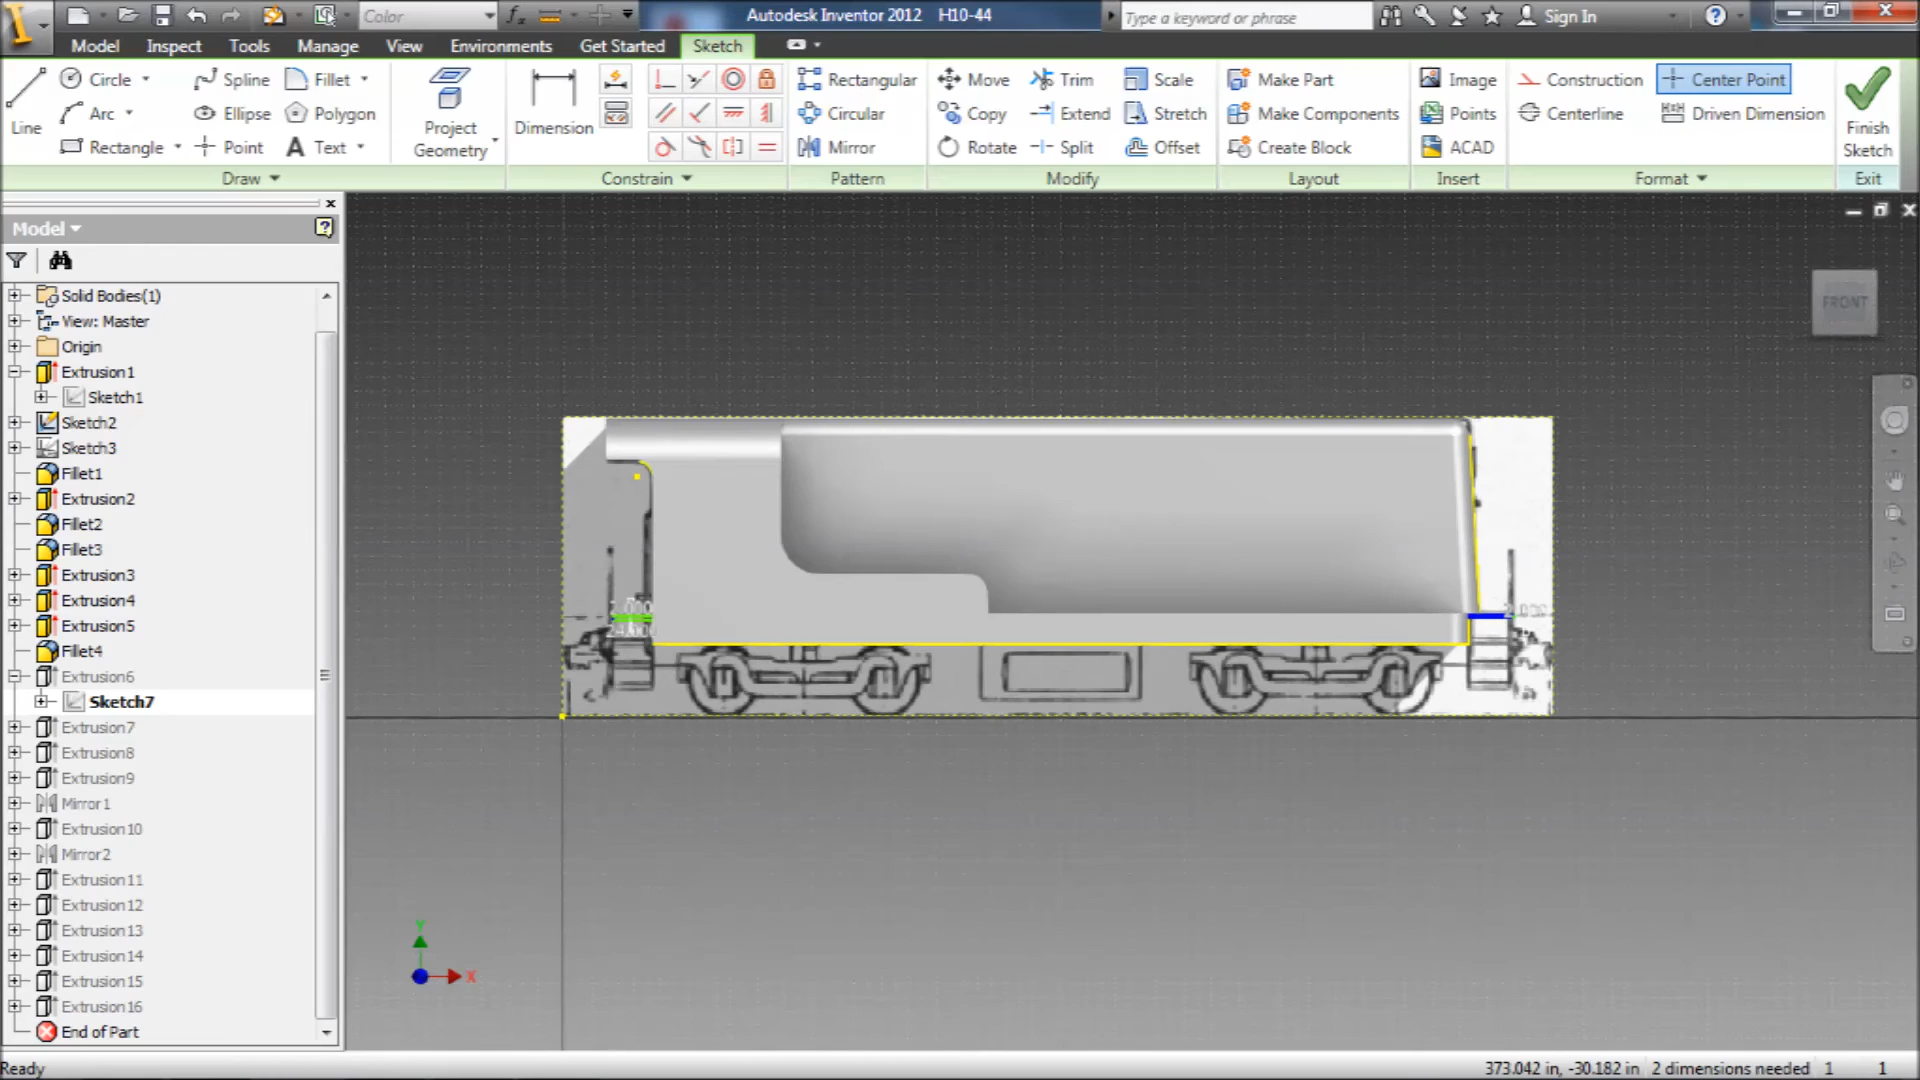 Color
Autodesk Inventor 2012 H10-44
Type a keyword or phrase
Sign In
Model Inspect Tools Manage View Environments Get Started Sketch
Line
Circle
Arc
Rectangle
Spline
Ellipse
Point
Fillet
Polygon
Text
Project Geometry
Dimension
Rectangular
Circular
Mirror
Move
Copy
Rotate
Trim
Extend
Split
Scale
Stretch
Offset
Make Part
Make Components
Create Block
Image
Points
ACAD
Construction
Centerline
Center Point
Driven Dimension
Finish Sketch
Draw Constrain Pattern Modify Layout Insert Format Exit
Model
Solid Bodies(1)
View: Master
Origin
Extrusion1
Sketch1
Sketch2
Sketch3
Fillet1
Extrusion2
Fillet2
Fillet3
Extrusion3
Extrusion4
Extrusion5
Fillet4
Extrusion6
Sketch7
Extrusion7
Extrusion8
Extrusion9
Mirror1
Extrusion10
Mirror2
Extrusion11
Extrusion12
Extrusion13
Extrusion14
Extrusion15
Extrusion16
End of Part
FRONT
Y
X
Ready
373.042 in, -30.182 in 2 dimensions needed 1 1